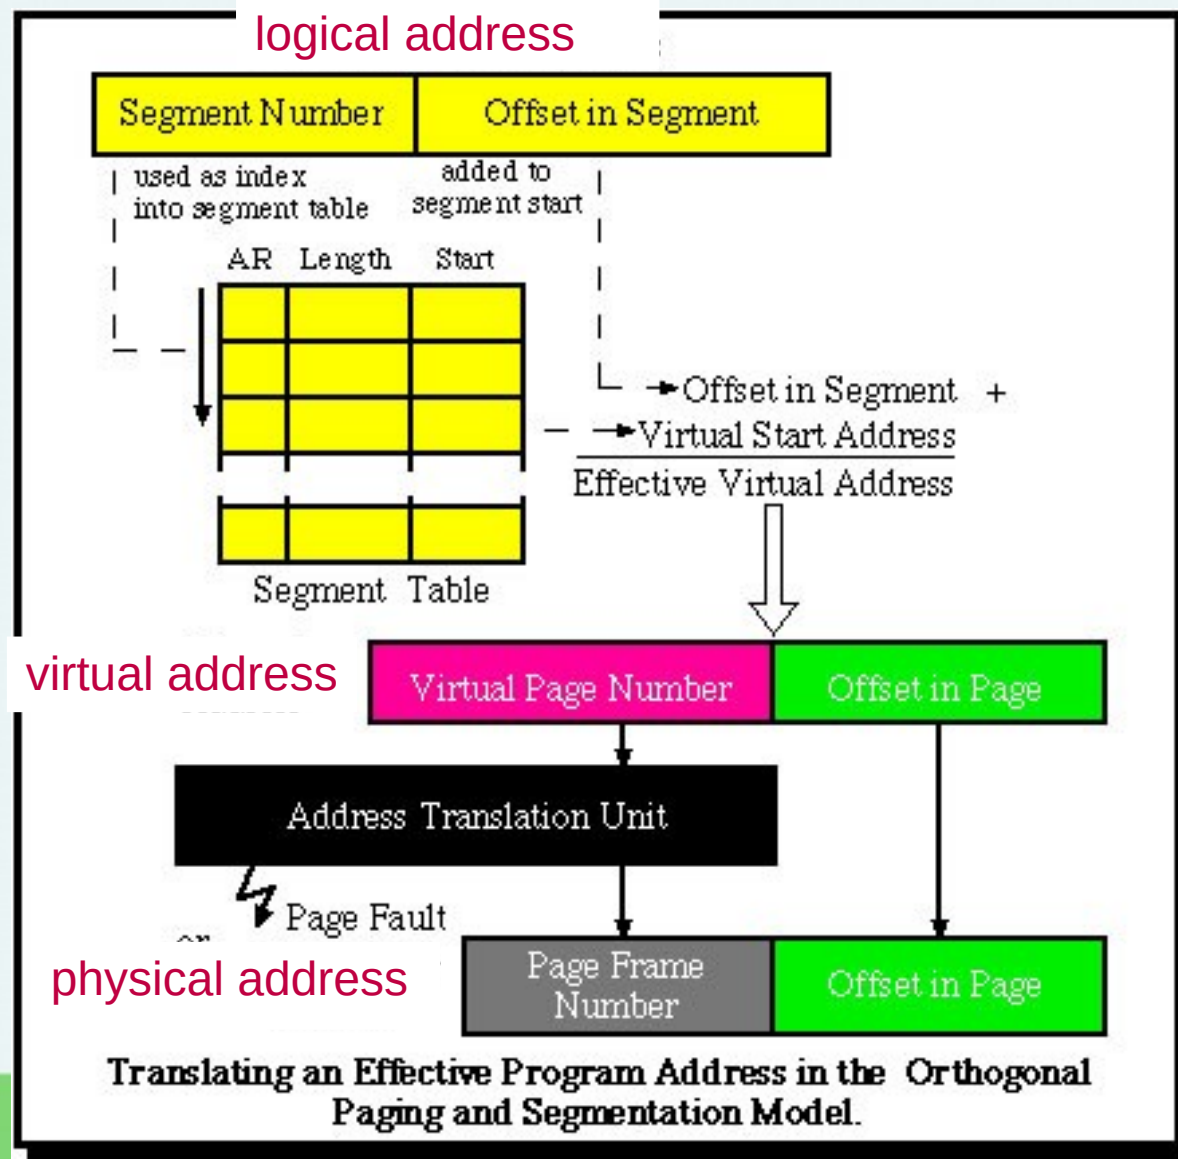 logical address
Segment Number
Offset in Segment
used as index
into segment table
added to
segment start
AR Length Start
Offset in Segment +
Virtual Start Address
Effective Virtual Address
Segment Table
virtual address
Virtual Page Number
Offset in Page
Address Translation Unit
Page Fault
or
physical address
Page Frame
Number
Offset in Page
Translating an Effective Program Address in the Orthogonal
Paging and Segmentation Model.